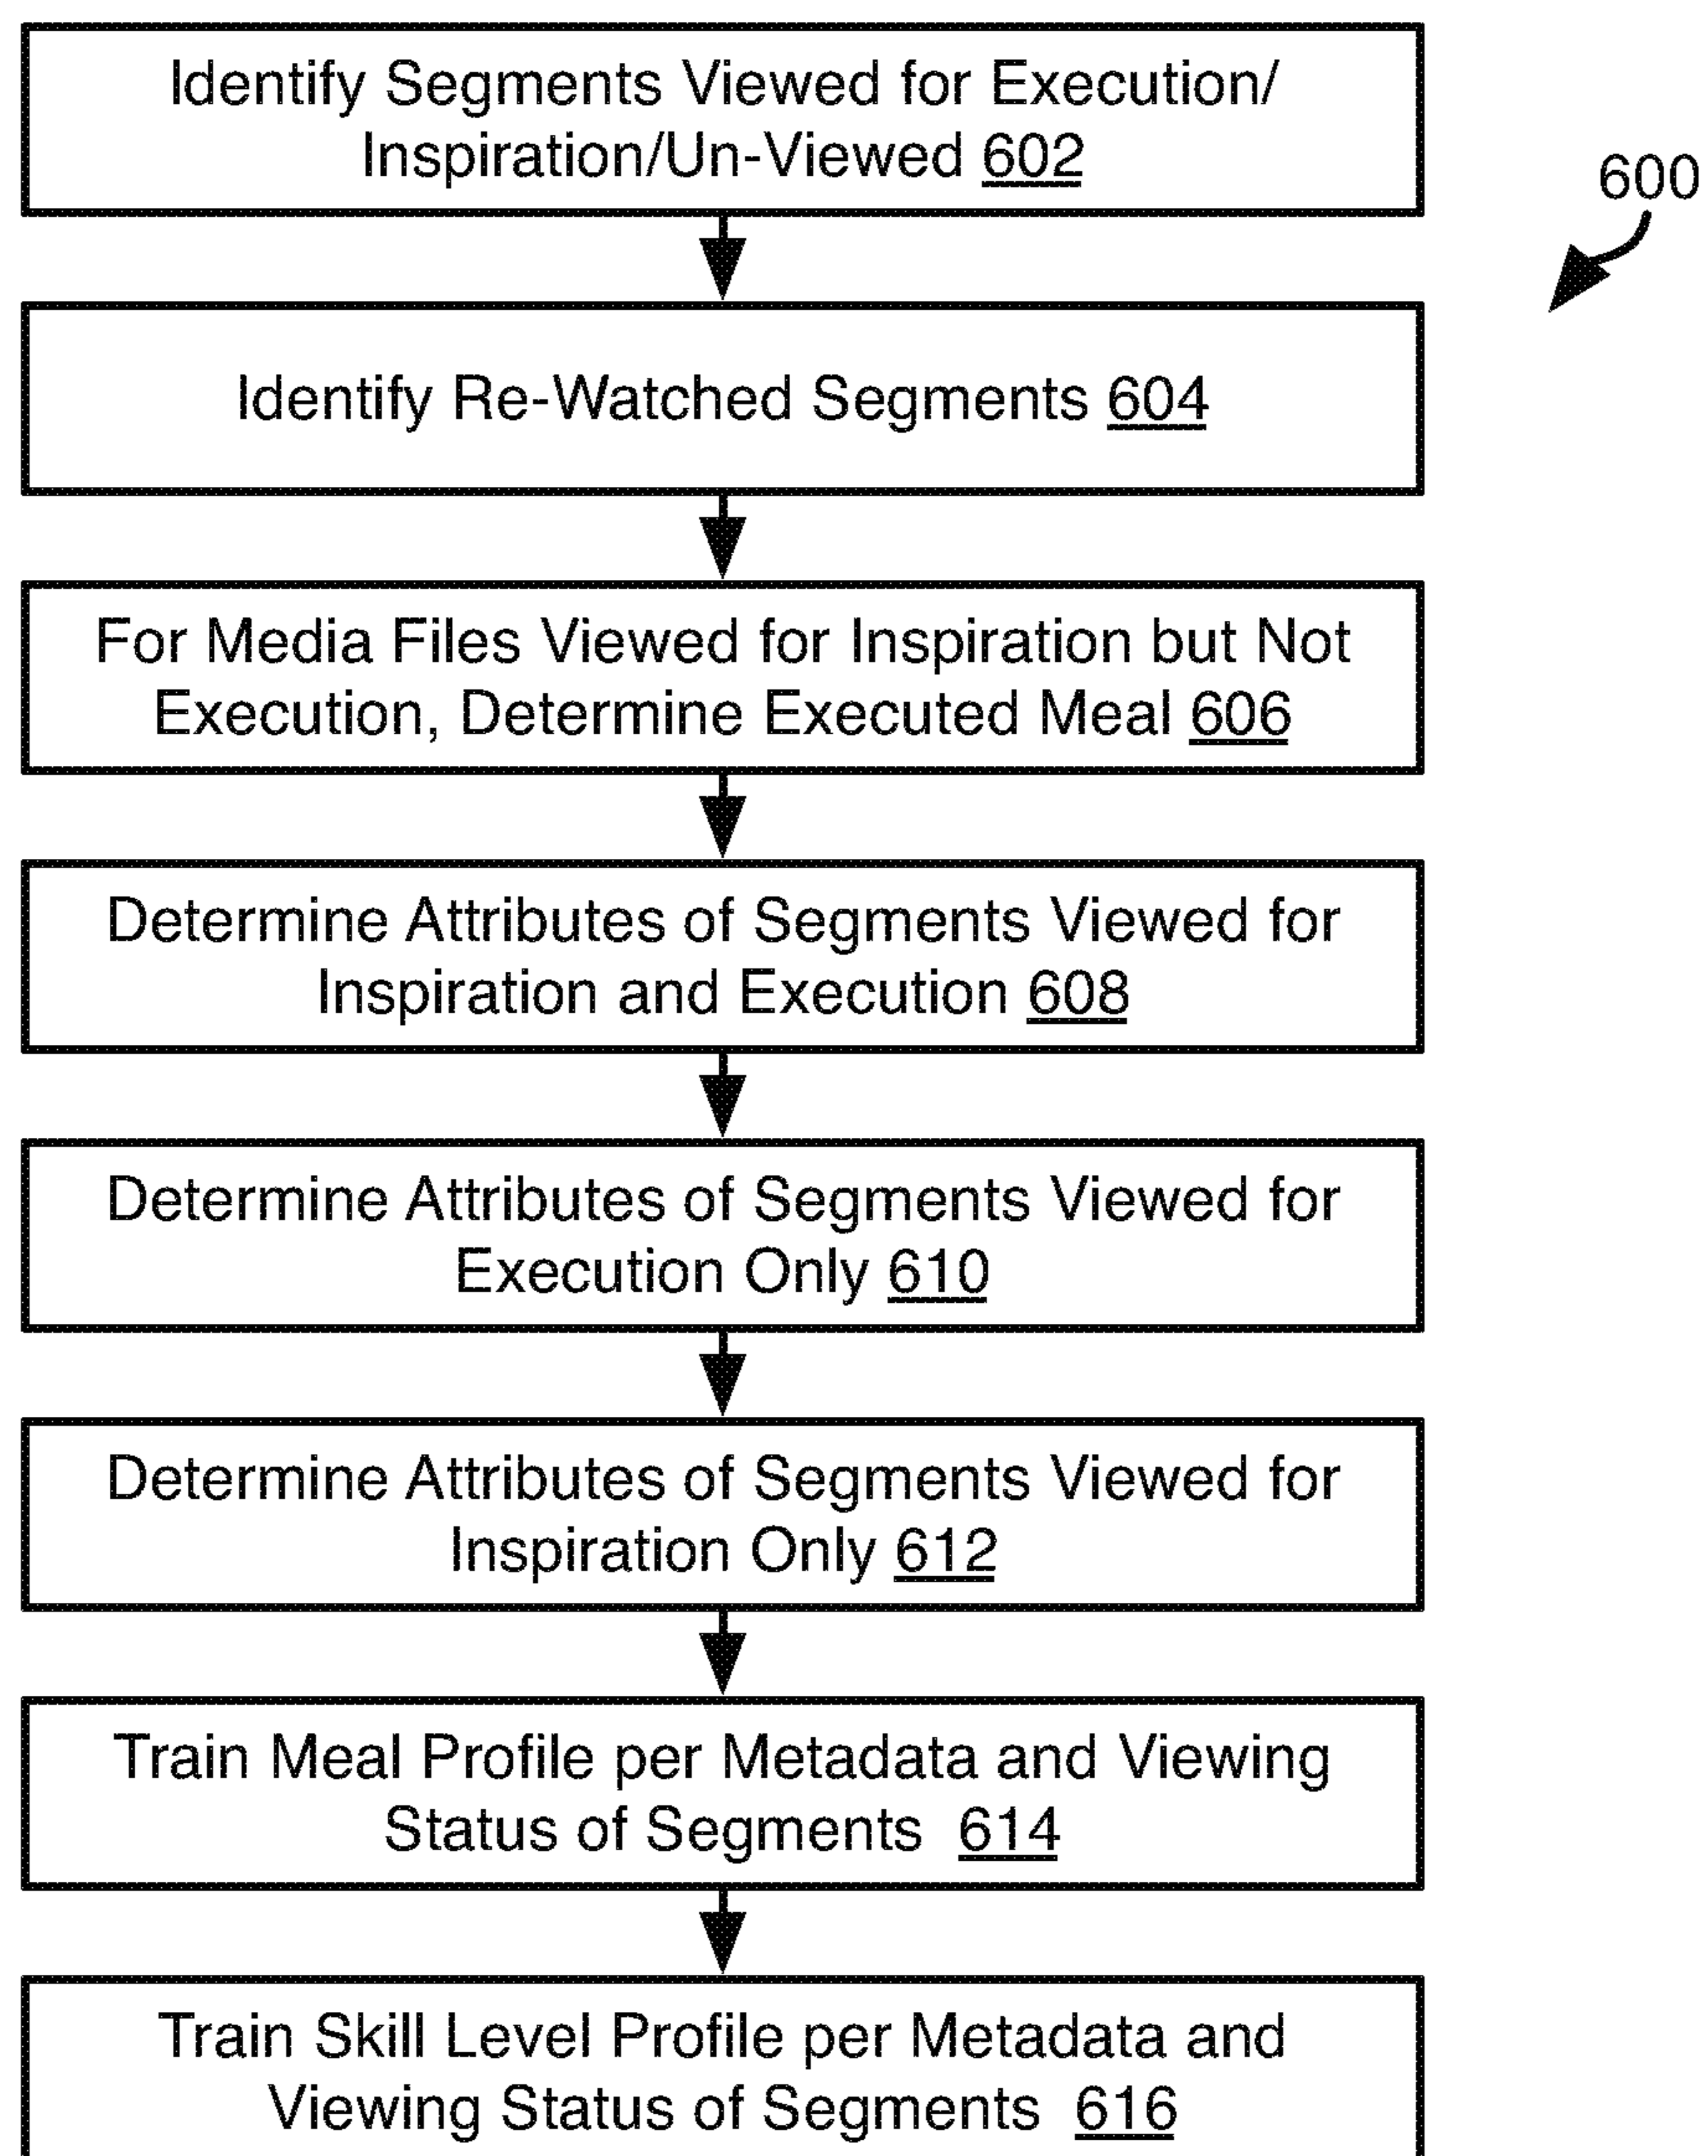 Identify Segments Viewed for Execution/
Inspiration/Un-Viewed 602
600
Identify Re-Watched Segments 604
For Media Files Viewed for Inspiration but Not
Execution, Determine Executed Meal 606
Determine Attributes of Segments Viewed for
Inspiration and Execution 608
Determine Attributes of Segments Viewed for
Execution Only 610
Determine Attributes of Segments Viewed for
Inspiration Only 612
Train Meal Profile per Metadata and Viewing
Status of Segments 614
Train Skill Level Profile per Metadata and
Viewing Status of Segments 616